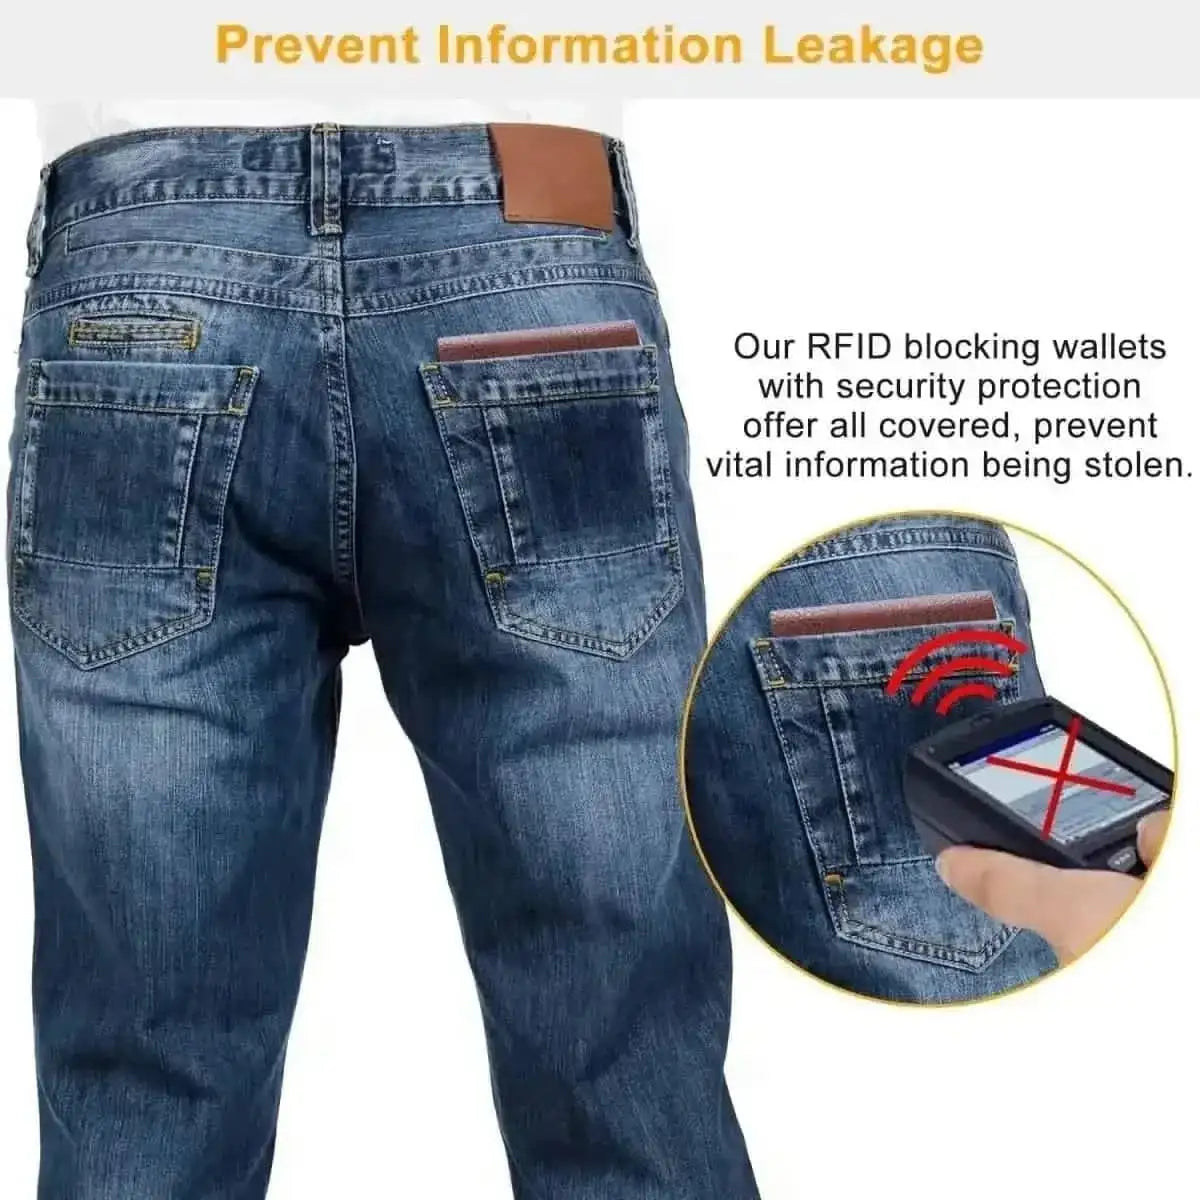 Prevent Information Leakage
Our RFID blocking wallets
with security protection
offer all covered, prevent
vital information being stolen.